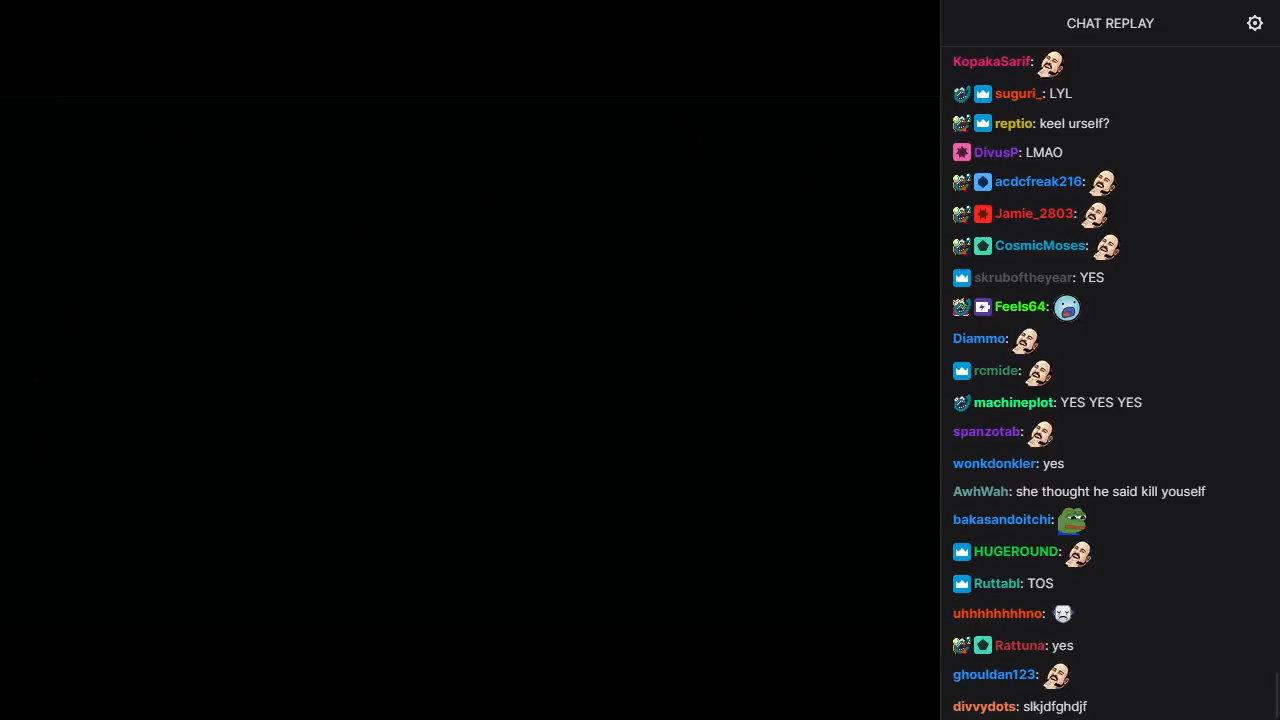 CHAT REPLAY
KopakaSarif:
suguri_: LYL
reptio: keel urself?
DivusP: LMAO
acdcfreak216:
Jamie_2803:
CosmicMoses:
skruboftheyear: YES
Feels64:
Diammo:
rcmide:
machineplot: YES YES YES
spanzotab:
wonkdonkler: yes
AwhWah: she thought he said kill youself
bakasandoitchi:
HUGEROUND:
Ruttabl: TOS
uhhhhhhhhno:
Rattuna: yes
ghouldan123:
divvydots: slkjdfghdjf